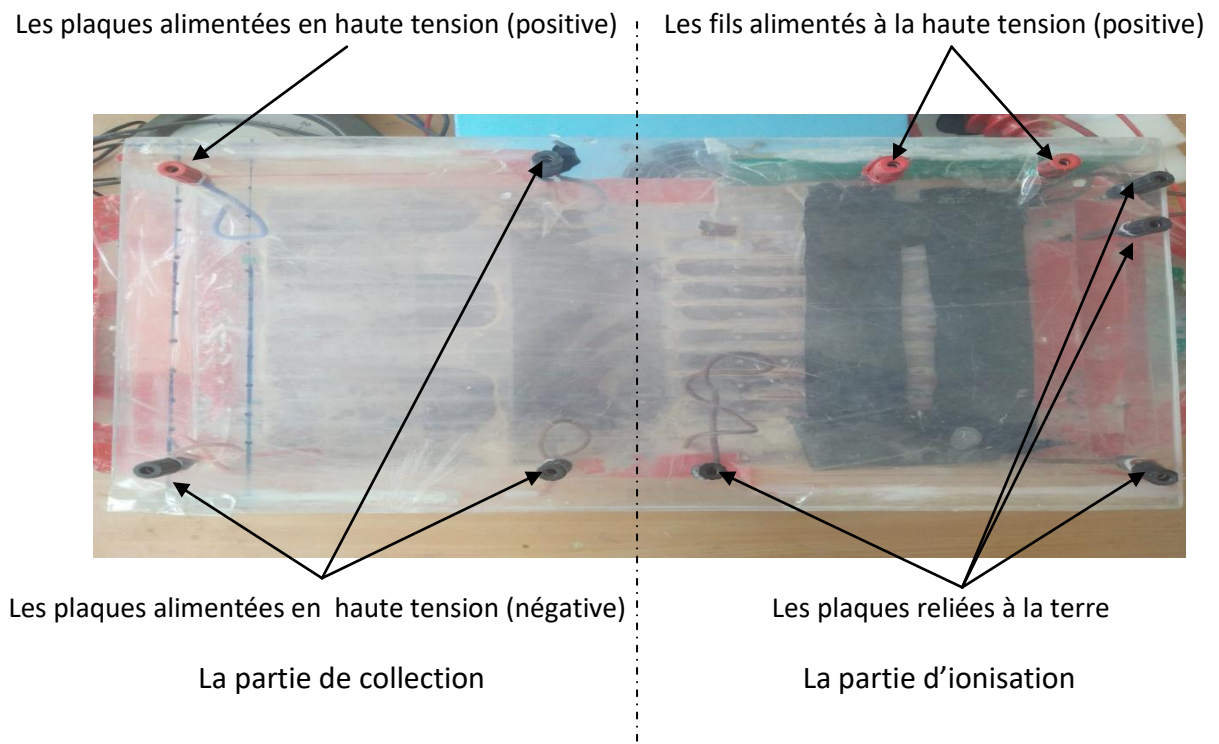 Les plaques alimentées en haute tension (positive)
Les fils alimentés à la haute tension (positive)
Les plaques alimentées en haute tension (négative)
Les plaques reliées à la terre
La partie de collection
La partie d’ionisation